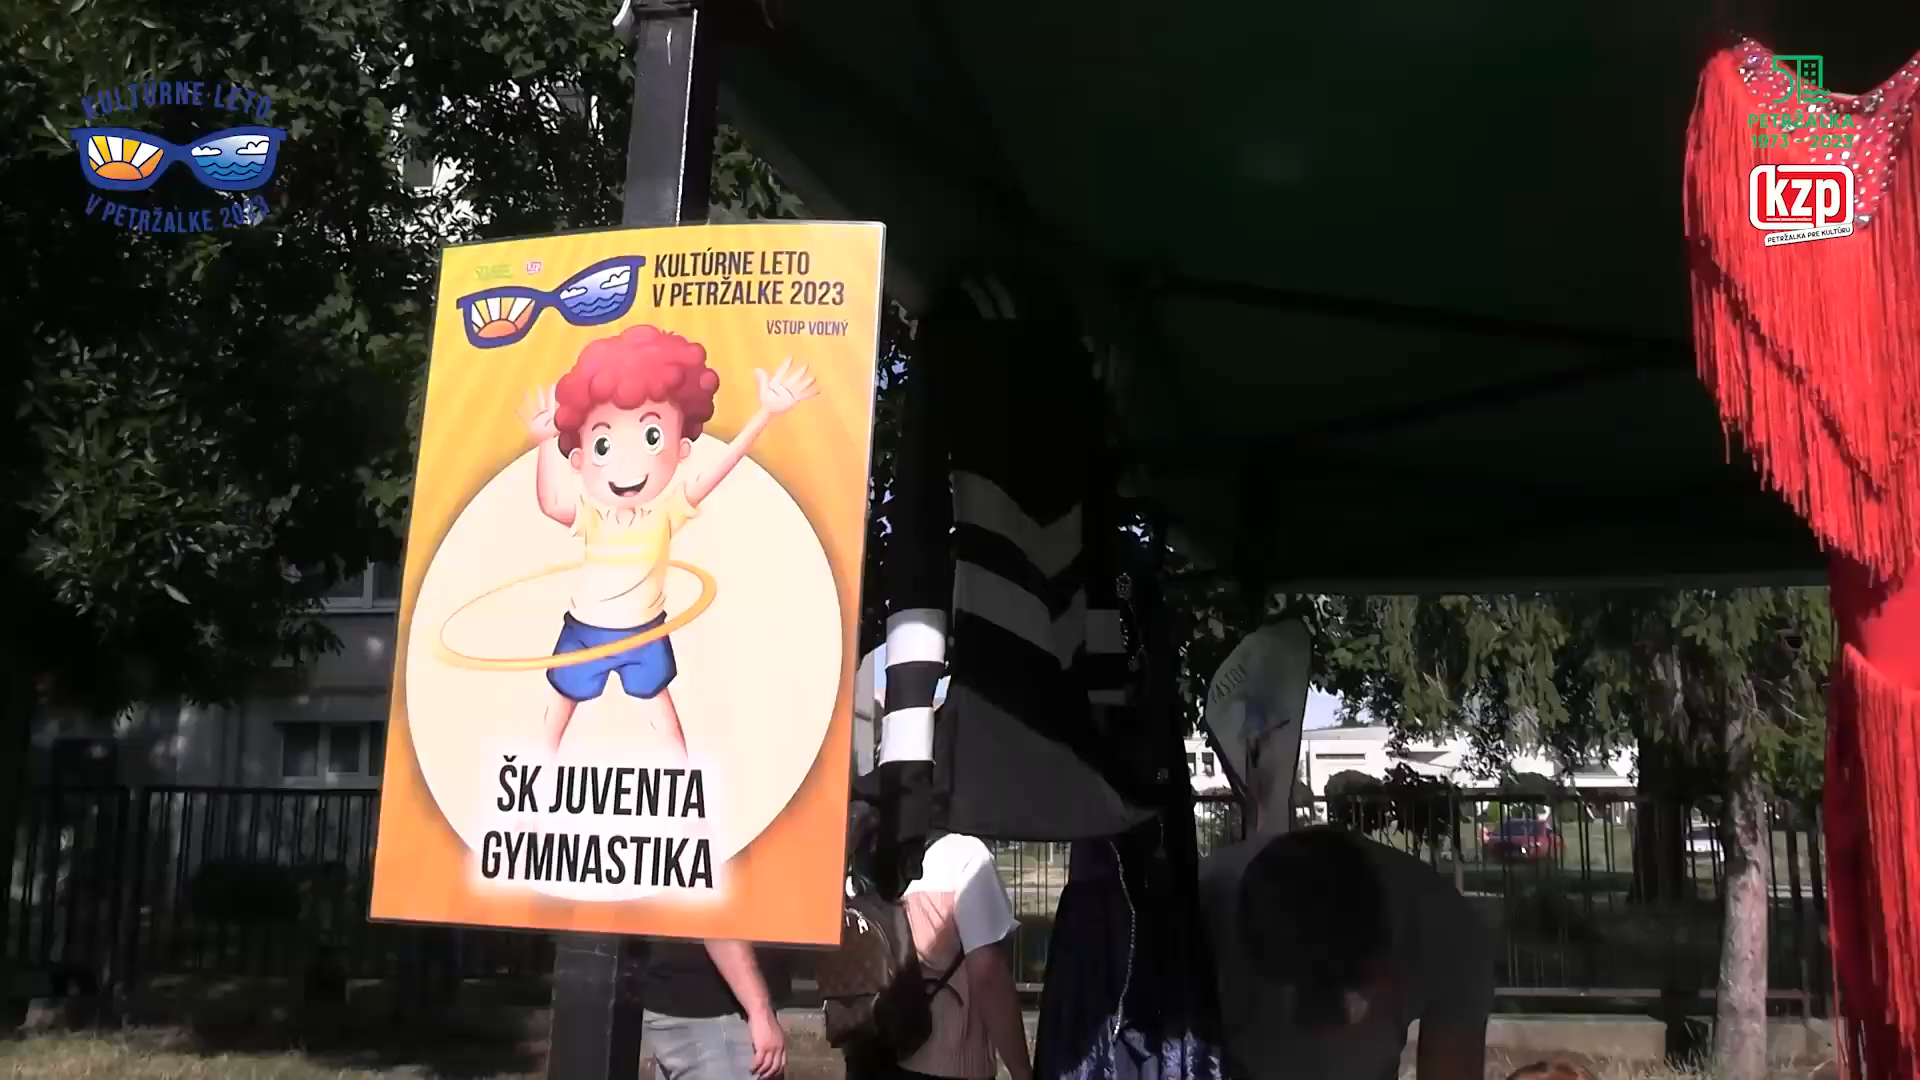 KULTÚRNE LETO
V PETRŽALKE 2023
PETRŽALKA
1973 - 2023
kzp
PETRŽALKA PRE KULTÚRU
kzp
KULTÚRNE LETO
V PETRŽALKE 2023
VSTUP VOĽNÝ
ŠK JUVENTA
GYMNASTIKA